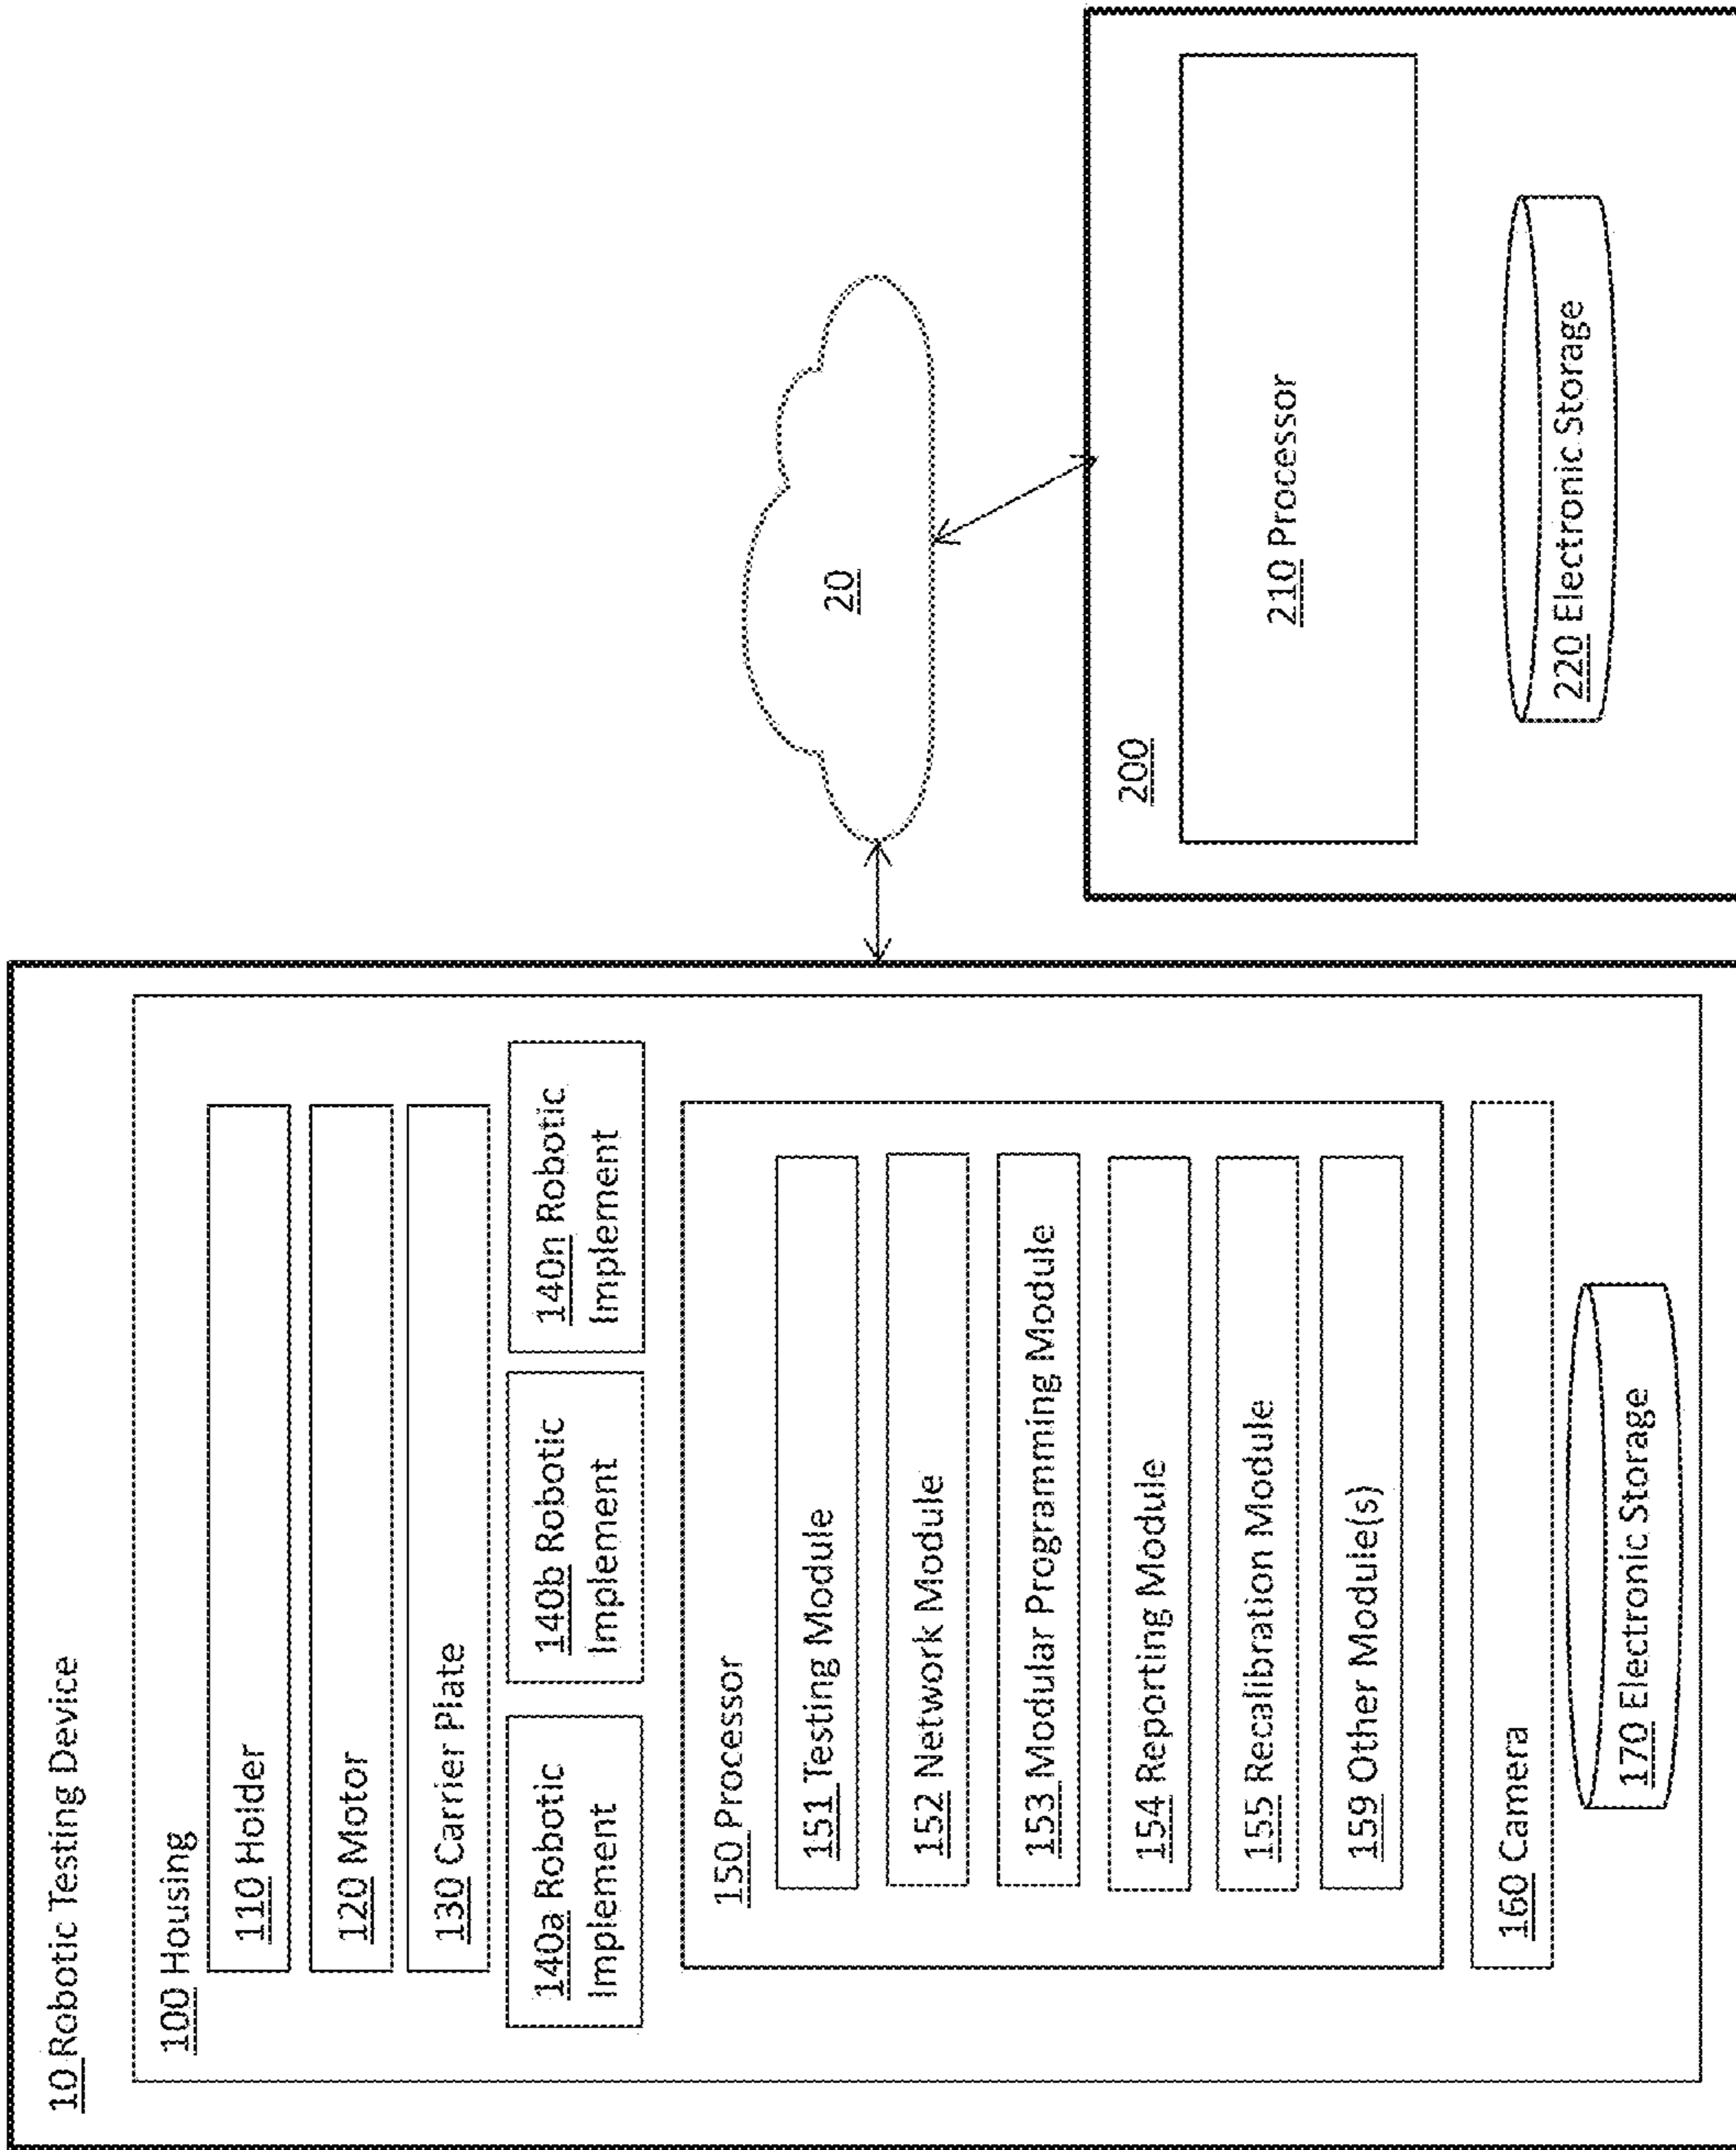 10 Robotic Testing Device
100 Housing
110 Holder
120 Motor
130 Carrier Plate
140a Robotic
Implement
140b Robotic
Implement
140n Robotic
Implement
150 Processor
151 Testing Module
152 Network Module
153 Modular Programming Module
154 Reporting Module
155 Recalibration Module
159 Other Module(s)
160 Camera
170 Electronic Storage
20
200
210 Processor
220 Electronic Storage